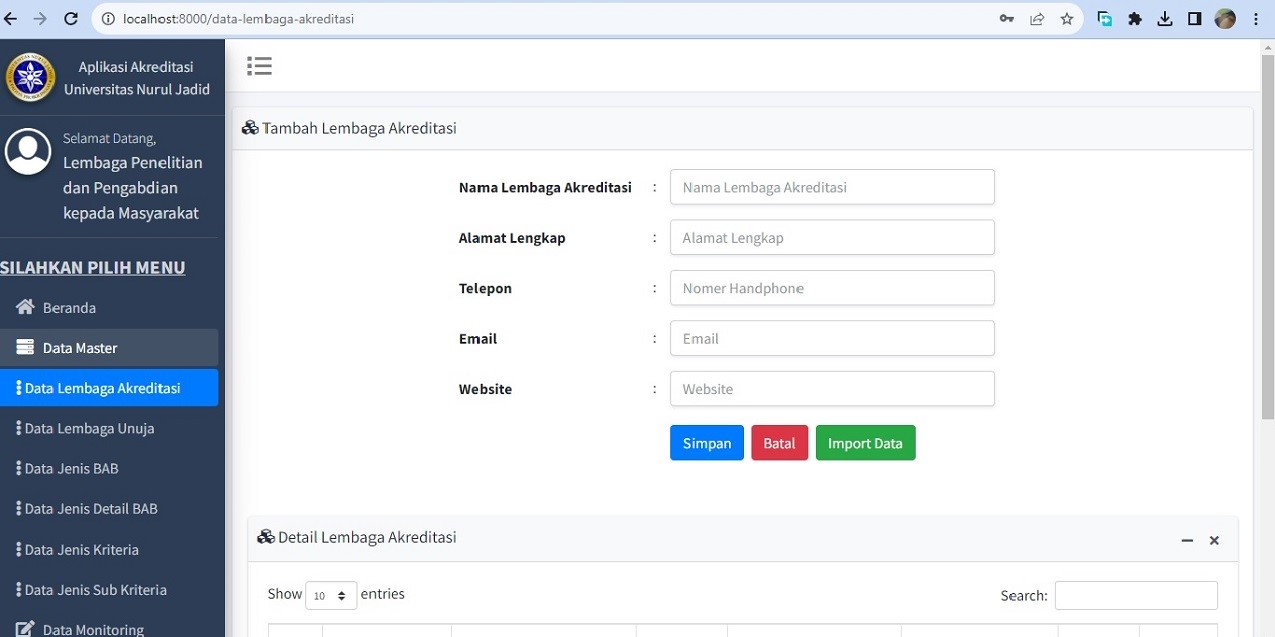 localhost:8000/data-lembaga-akreditasi
Aplikasi Akreditasi
Universitas Nurul Jadid
Selamat Datang,
Lembaga Penelitian
dan Pengabdian
kepada Masyarakat
SILAHKAN PILIH MENU
Beranda
Data Master
Data Lembaga Akreditasi
Data Lembaga Unuja
Data Jenis BAB
Data Jenis Detail BAB
Data Jenis Kriteria
Data Jenis Sub Kriteria
Data Monitoring
Tambah Lembaga Akreditasi
Nama Lembaga Akreditasi : Nama Lembaga Akreditasi
Alamat Lengkap : Alamat Lengkap
Telepon : Nomer Handphone
Email : Email
Website : Website
Simpan Batal Import Data
Detail Lembaga Akreditasi
Show 10 entries Search: